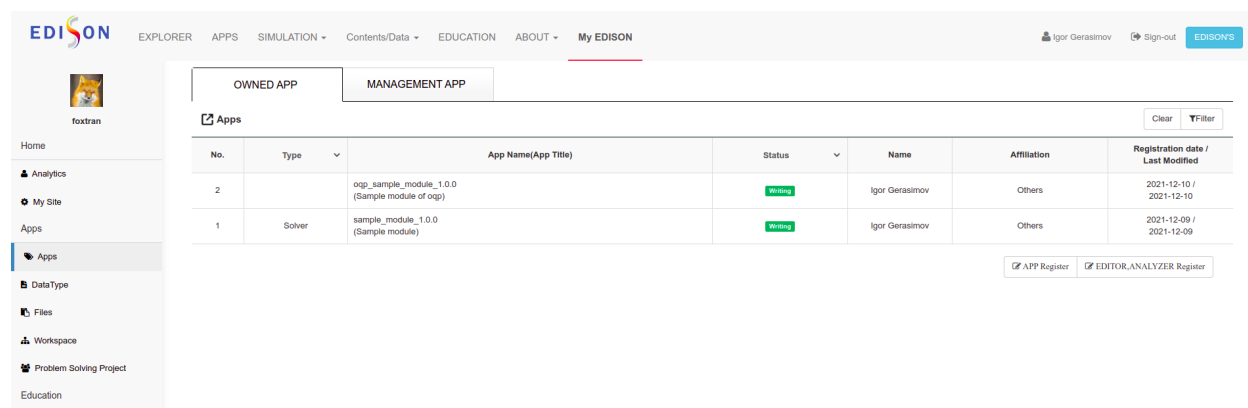 EDISON EXPLORER APPS SIMULATION Contents/Data EDUCATION ABOUT My EDISON Igor Gerasimov Sign-out EDISON'S
foxtran
Home
Analytics
My Site
Apps
Apps
DataType
Files
Workspace
Problem Solving Project
Education
OWNED APP MANAGEMENT APP
Apps Clear Filter
No. Type App Name(App Title) Status Name Affiliation Registration date /
Last Modified
2 oqp_sample_module_1.0.0 Writing Igor Gerasimov Others 2021-12-10 /
(Sample module of oqp) 2021-12-10
1 Solver sample_module_1.0.0 Writing Igor Gerasimov Others 2021-12-09 /
(Sample module) 2021-12-09
APP Register EDITOR,ANALYZER Register